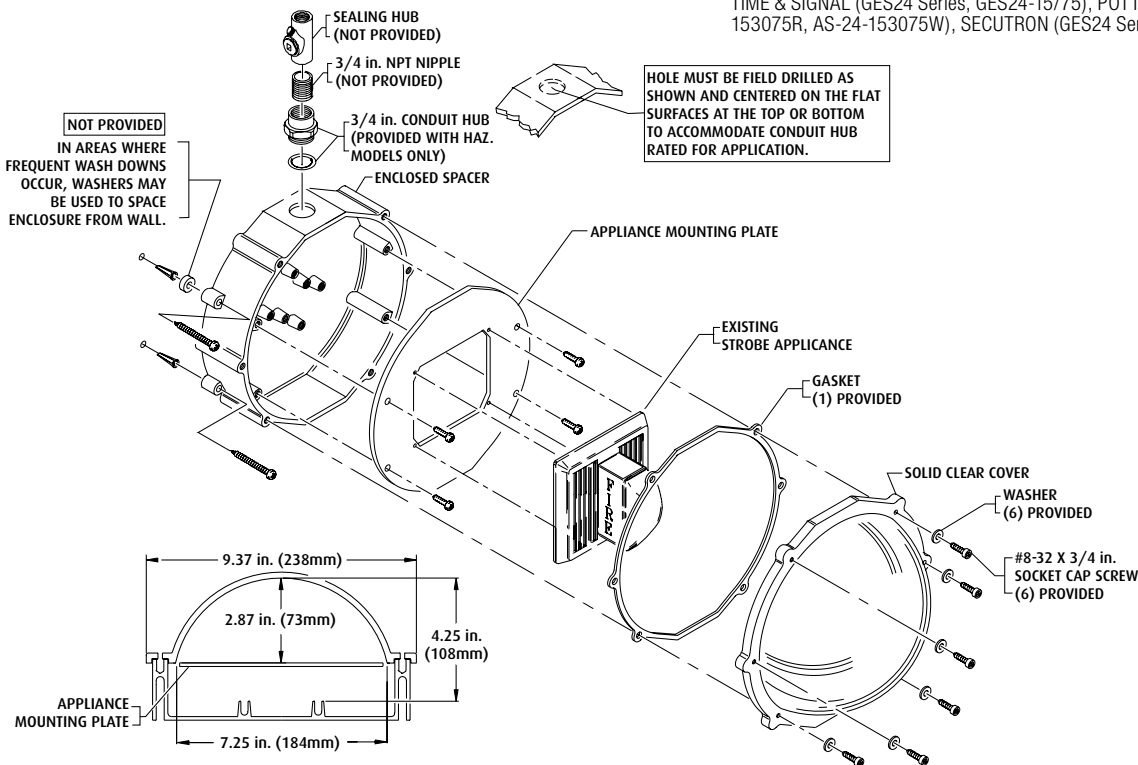 TIME & SIGNAL (GES24 Series, GES24-15/75), POTT
153075R, AS-24-153075W), SECUTRON (GES24 Ser
SEALING HUB
(NOT PROVIDED)
3/4 in. NPT NIPPLE
(NOT PROVIDED)
3/4 in. CONDUIT HUB
(PROVIDED WITH HAZ.
MODELS ONLY)
HOLE MUST BE FIELD DRILLED AS
SHOWN AND CENTERED ON THE FLAT
SURFACES AT THE TOP OR BOTTOM
TO ACCOMMODATE CONDUIT HUB
RATED FOR APPLICATION.
NOT PROVIDED
IN AREAS WHERE
FREQUENT WASH DOWNS
OCCUR, WASHERS MAY
BE USED TO SPACE
ENCLOSURE FROM WALL.
ENCLOSED SPACER
APPLIANCE MOUNTING PLATE
EXISTING
STROBE APPLICANCE
GASKET
(1) PROVIDED
FIRE
SOLID CLEAR COVER
WASHER
(6) PROVIDED
#8-32 X 3/4 in.
SOCKET CAP SCREW
(6) PROVIDED
9.37 in. (238mm)
2.87 in. (73mm)
4.25 in.
(108mm)
APPLIANCE
MOUNTING PLATE
7.25 in. (184mm)